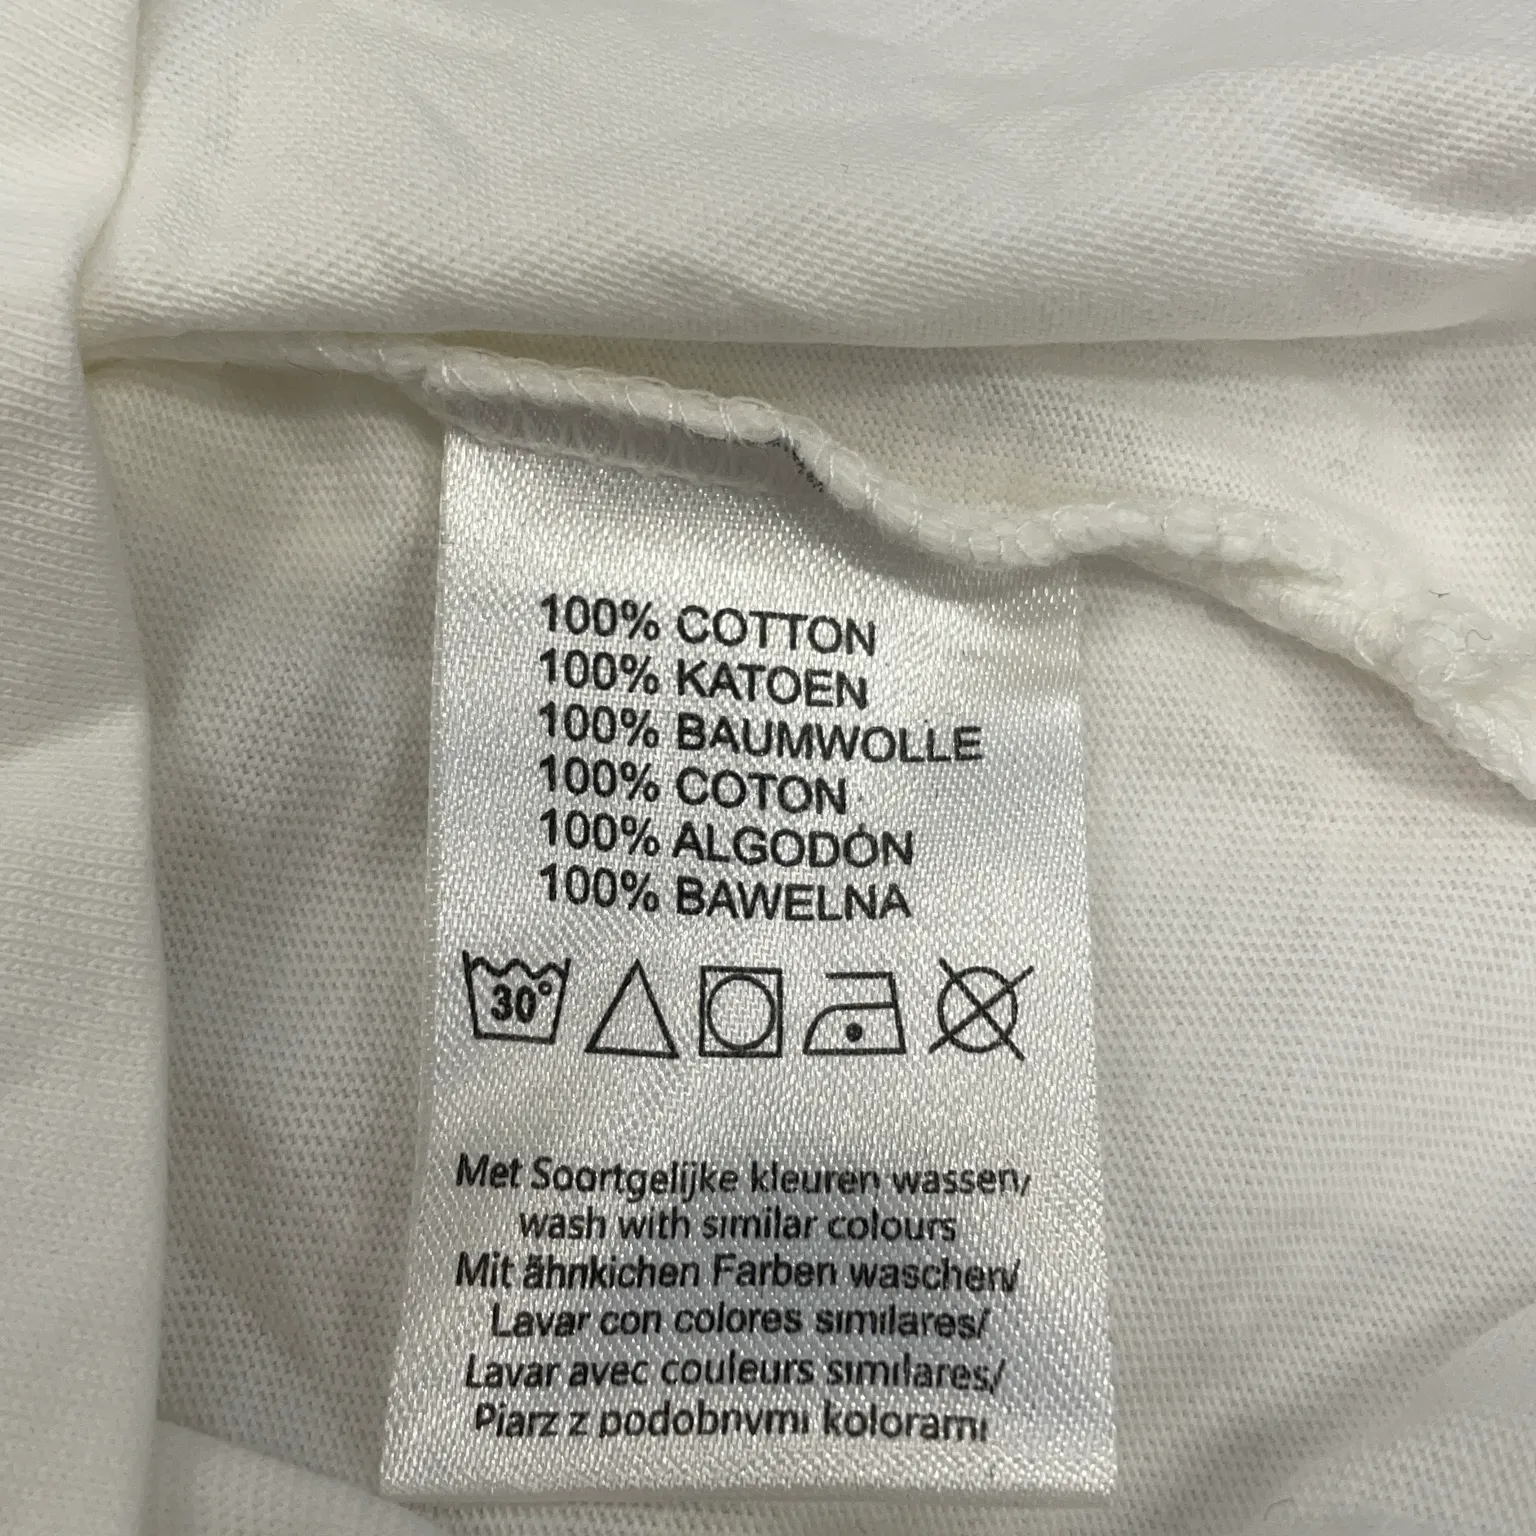 100% COTTON
100% KATOEN
100% BAUMWOLLE
100% COTON
100% ALGODÓN
100% BAWELNA
30°
Met Soortgelijke kleuren wassen/
wash with similar colours
Mit ähnkichen Farben waschen/
Lavar con colores similares/
Lavar avec couleurs similares/
Piarz z podobnymi kolorami